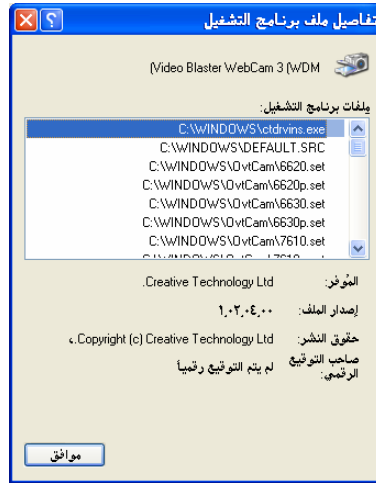 تفاصيل ملف برنامج التشغيل
(Video Blaster WebCam 3 (WDM
ملفات برنامج التشغيل:
C:\WINDOWS\ctdrvins.exe
C:\WINDOWS\DEFAULT.SRC
C:\WINDOWS\OvtCam\6620.set
C:\WINDOWS\OvtCam\6620p.set
C:\WINDOWS\OvtCam\6630.set
C:\WINDOWS\OvtCam\6630p.set
C:\WINDOWS\OvtCam\7610.set
المُوفر: Creative Technology Ltd.
إصدار الملف: ١,٠٢,٠٤,٠٠
حقوق النشر: Copyright (c) Creative Technology Ltd.,
صاحب التوقيع الرقمي: لم يتم التوقيع رقمياً
موافق